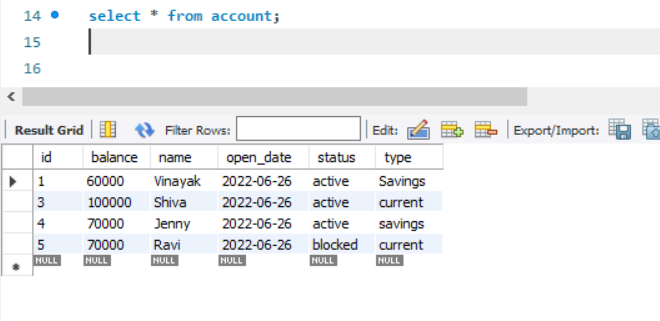 14 select * from account;
15
16
Result Grid Filter Rows: Edit: Export/Import:
id balance name open_date status type
1 60000 Vinayak 2022-06-26 active Savings
3 100000 Shiva 2022-06-26 active current
4 70000 Jenny 2022-06-26 active savings
5 70000 Ravi 2022-06-26 blocked current
NULL NULL NULL NULL NULL NULL